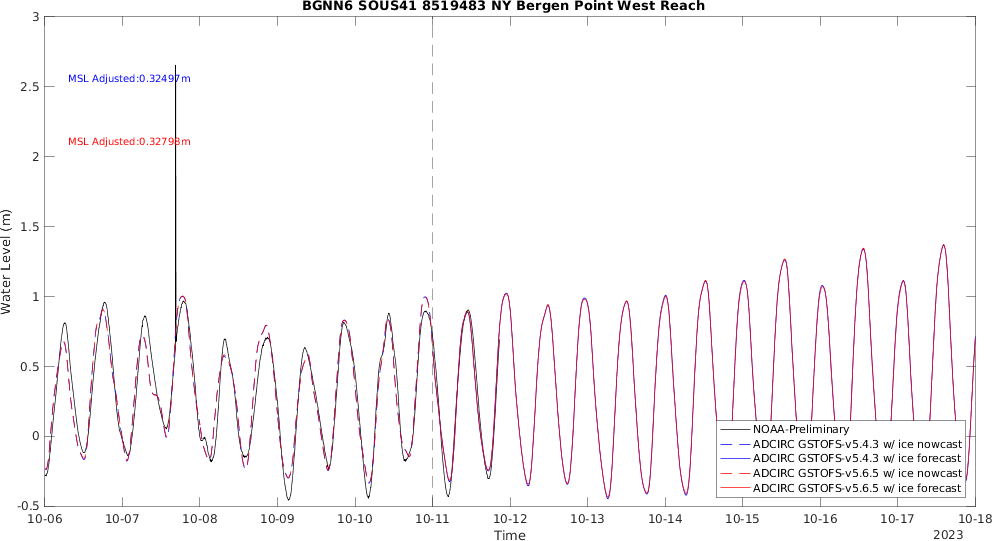 BGNN6 SOUS41 8519483 NY Bergen Point West Reach
3
2.5
2
1.5
1
0.5
0
-0.5
Water Level (m)
MSL Adjusted:0.32497m
MSL Adjusted:0.32793m
NOAA-Preliminary
ADCIRC GSTOFS-v5.4.3 w/ ice nowcast
ADCIRC GSTOFS-v5.4.3 w/ ice forecast
ADCIRC GSTOFS-v5.6.5 w/ ice nowcast
ADCIRC GSTOFS-v5.6.5 w/ ice forecast
10-06 10-07 10-08 10-09 10-10 10-11 10-12 10-13 10-14 10-15 10-16 10-17 10-18
Time
2023